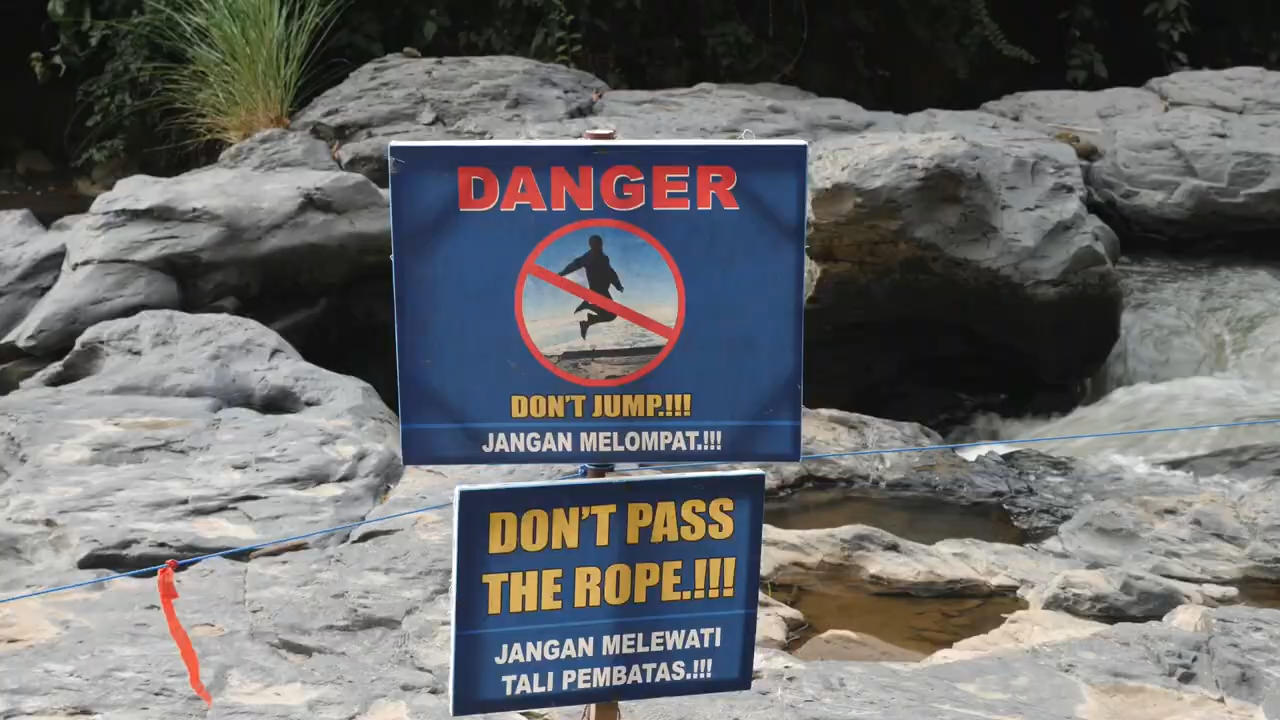 DANGER
DON'T JUMP.!!!
JANGAN MELOMPAT.!!!
DON'T PASS
THE ROPE.!!!
JANGAN MELEWATI
TALI PEMBATAS.!!!